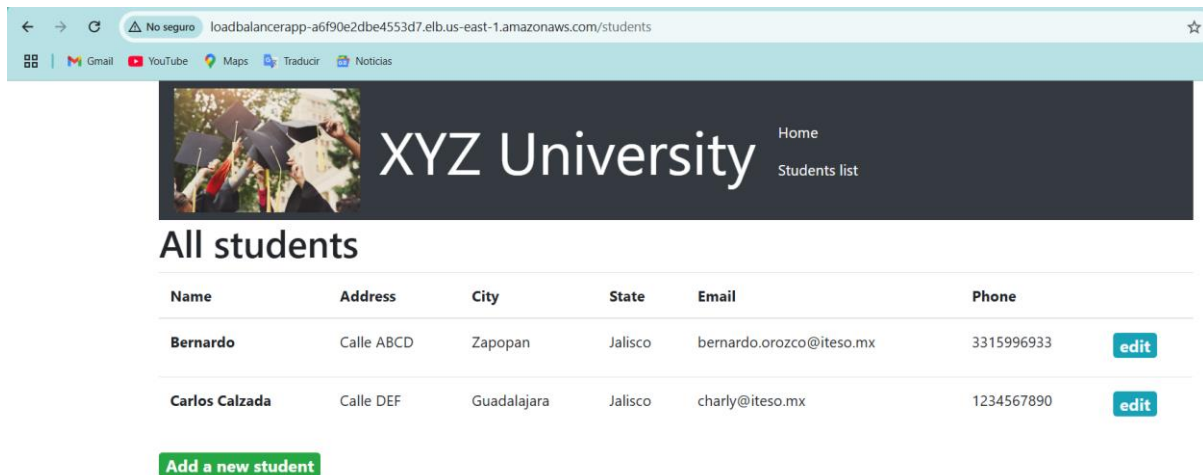 No seguro loadbalancerapp-a6f90e2dbe4553d7.elb.us-east-1.amazonaws.com/students
Gmail YouTube Maps Traducir Noticias
XYZ University
Home
Students list
All students
Name Address City State Email Phone
Bernardo Calle ABCD Zapopan Jalisco bernardo.orozco@iteso.mx 3315996933 edit
Carlos Calzada Calle DEF Guadalajara Jalisco charly@iteso.mx 1234567890 edit
Add a new student